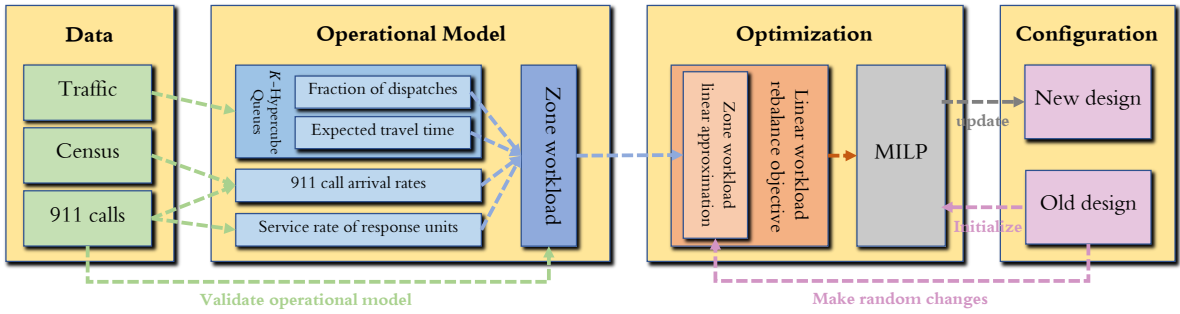 Data
Traffic
Census
911 calls
Operational Model
K-Hypercube
Queues
Fraction of dispatches
Expected travel time
911 call arrival rates
Service rate of response units
Zone workload
Validate operational model
Optimization
Zone workload
linear approximation
Linear workload
rebalance objective
MILP
Configuration
New design
update
Old design
Initialize
Make random changes